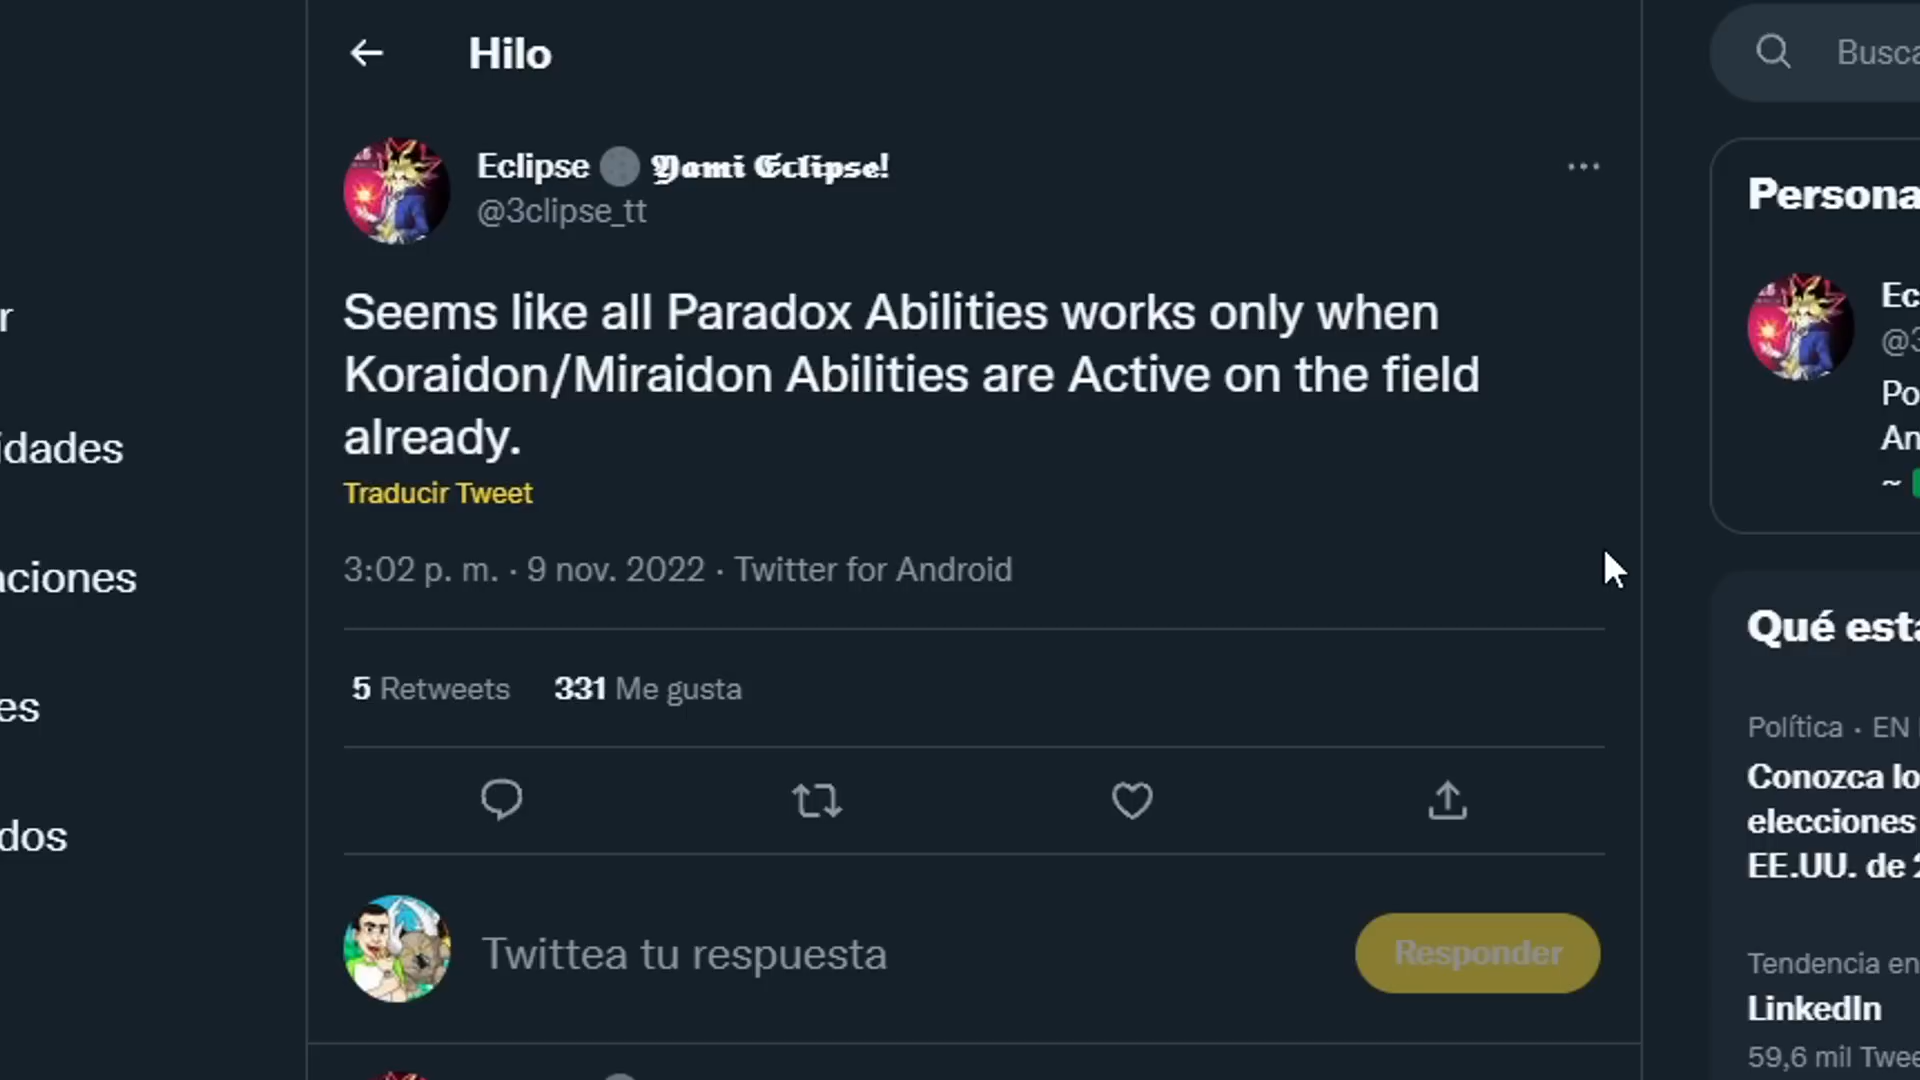 Hilo
Busca
Eclipse 𝖄𝖆𝖒𝖎 𝕰𝖈𝖑𝖎𝖕𝖘𝖊!
@3clipse_tt
Seems like all Paradox Abilities works only when
Koraidon/Miraidon Abilities are Active on the field
already.
Traducir Tweet
3:02 p. m. · 9 nov. 2022 · Twitter for Android
5 Retweets 331 Me gusta
Twittea tu respuesta
Responder
r
idades
aciones
es
dos
Persona
Ec
@3
Po
An
~
Qué está
Política · EN
Conozca lo
elecciones
EE.UU. de 2
Tendencia en
LinkedIn
59,6 mil Twee